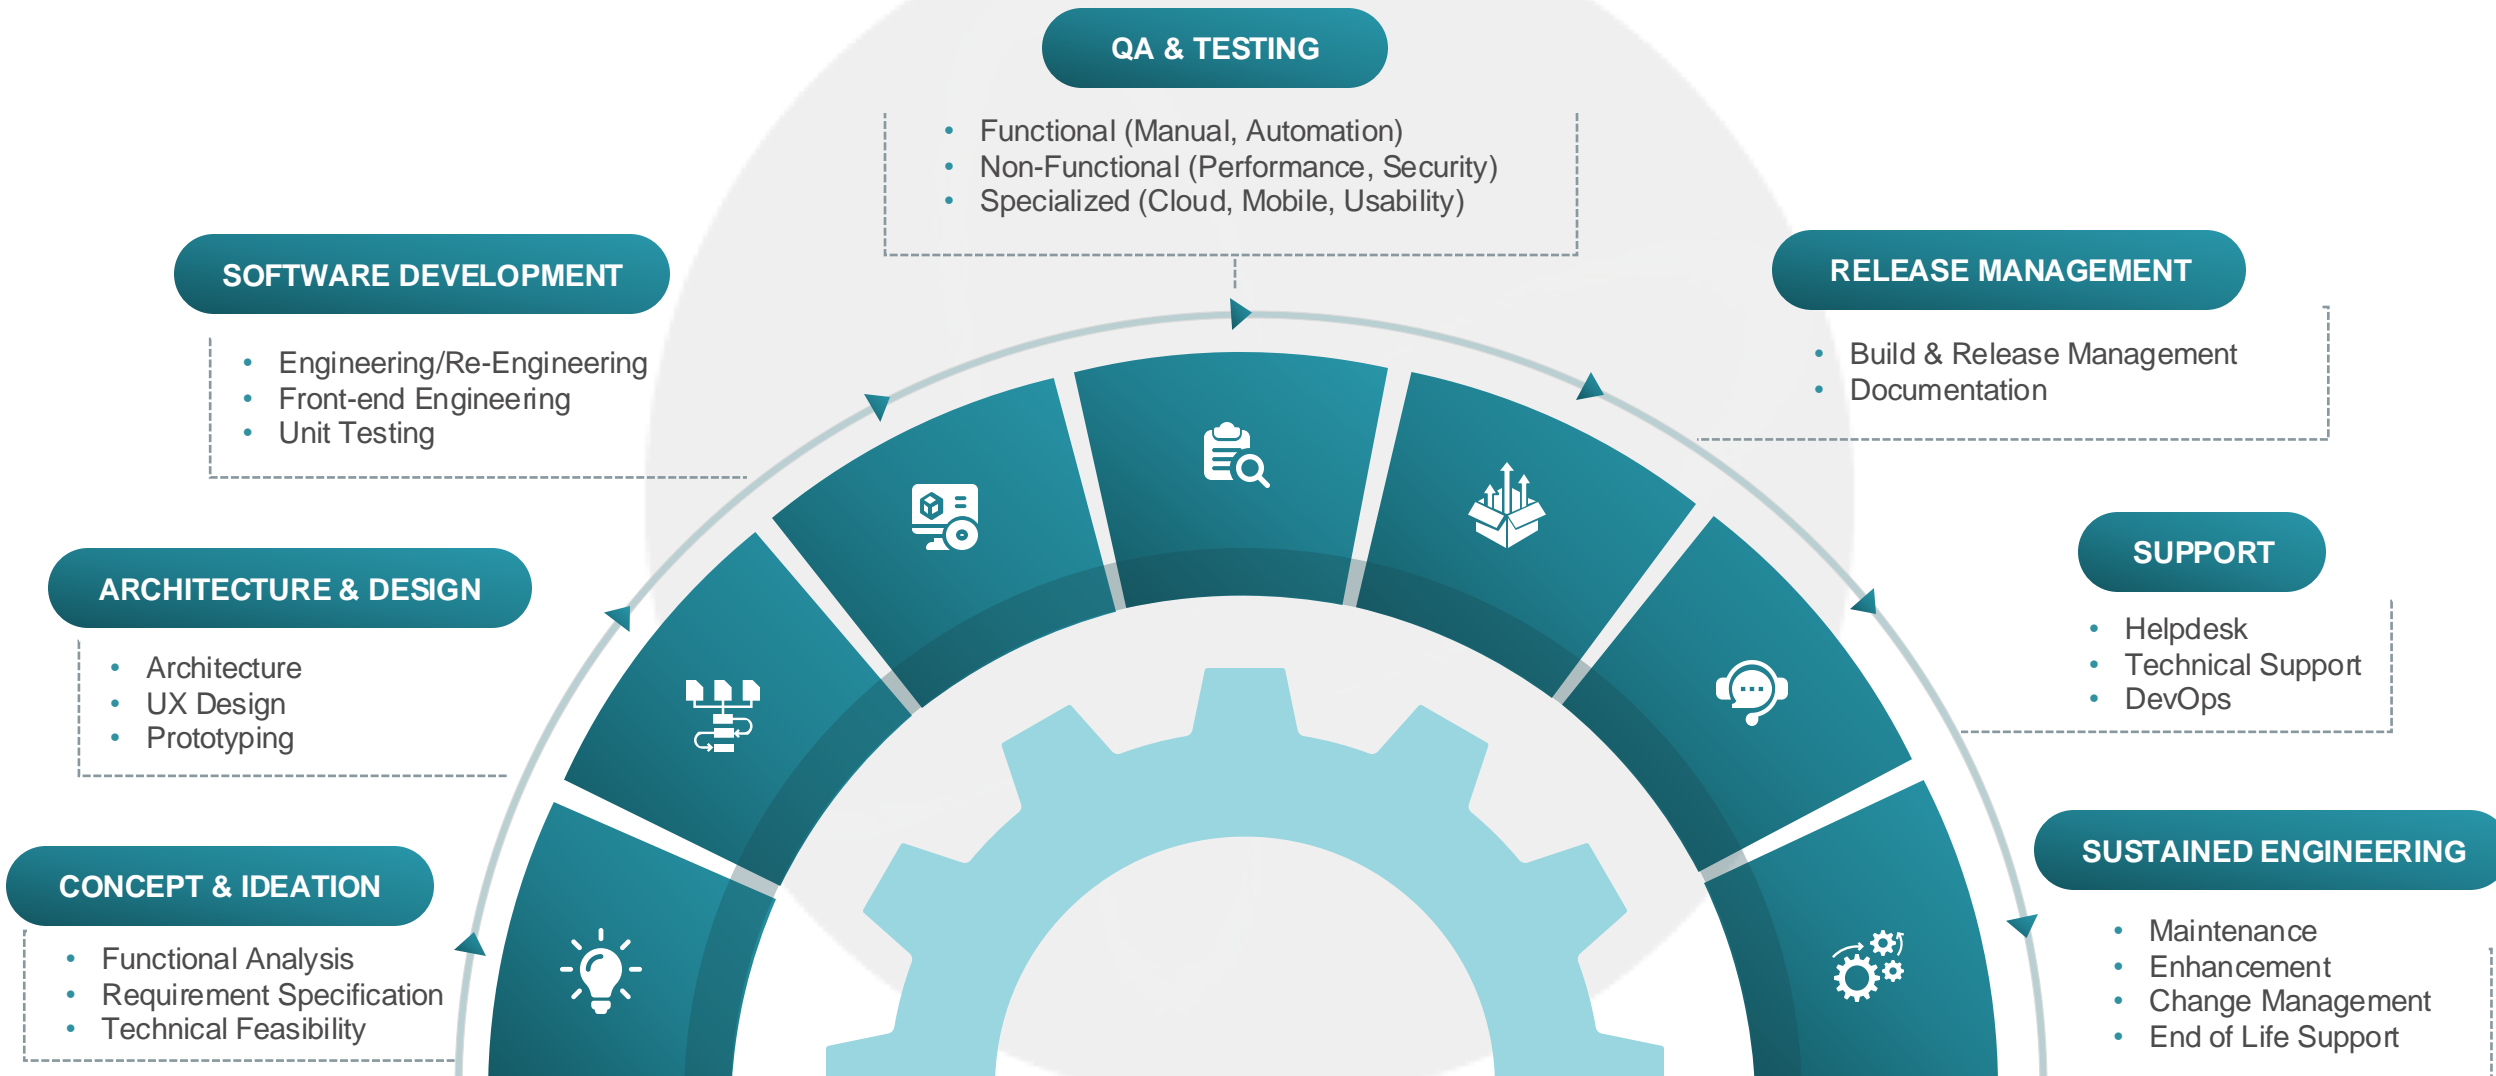 QA & TESTING
• Functional (Manual, Automation)
• Non-Functional (Performance, Security)
• Specialized (Cloud, Mobile, Usability)
SOFTWARE DEVELOPMENT
• Engineering/Re-Engineering
• Front-end Engineering
• Unit Testing
RELEASE MANAGEMENT
• Build & Release Management
• Documentation
ARCHITECTURE & DESIGN
• Architecture
• UX Design
• Prototyping
SUPPORT
• Helpdesk
• Technical Support
• DevOps
CONCEPT & IDEATION
• Functional Analysis
• Requirement Specification
• Technical Feasibility
SUSTAINED ENGINEERING
• Maintenance
• Enhancement
• Change Management
• End of Life Support